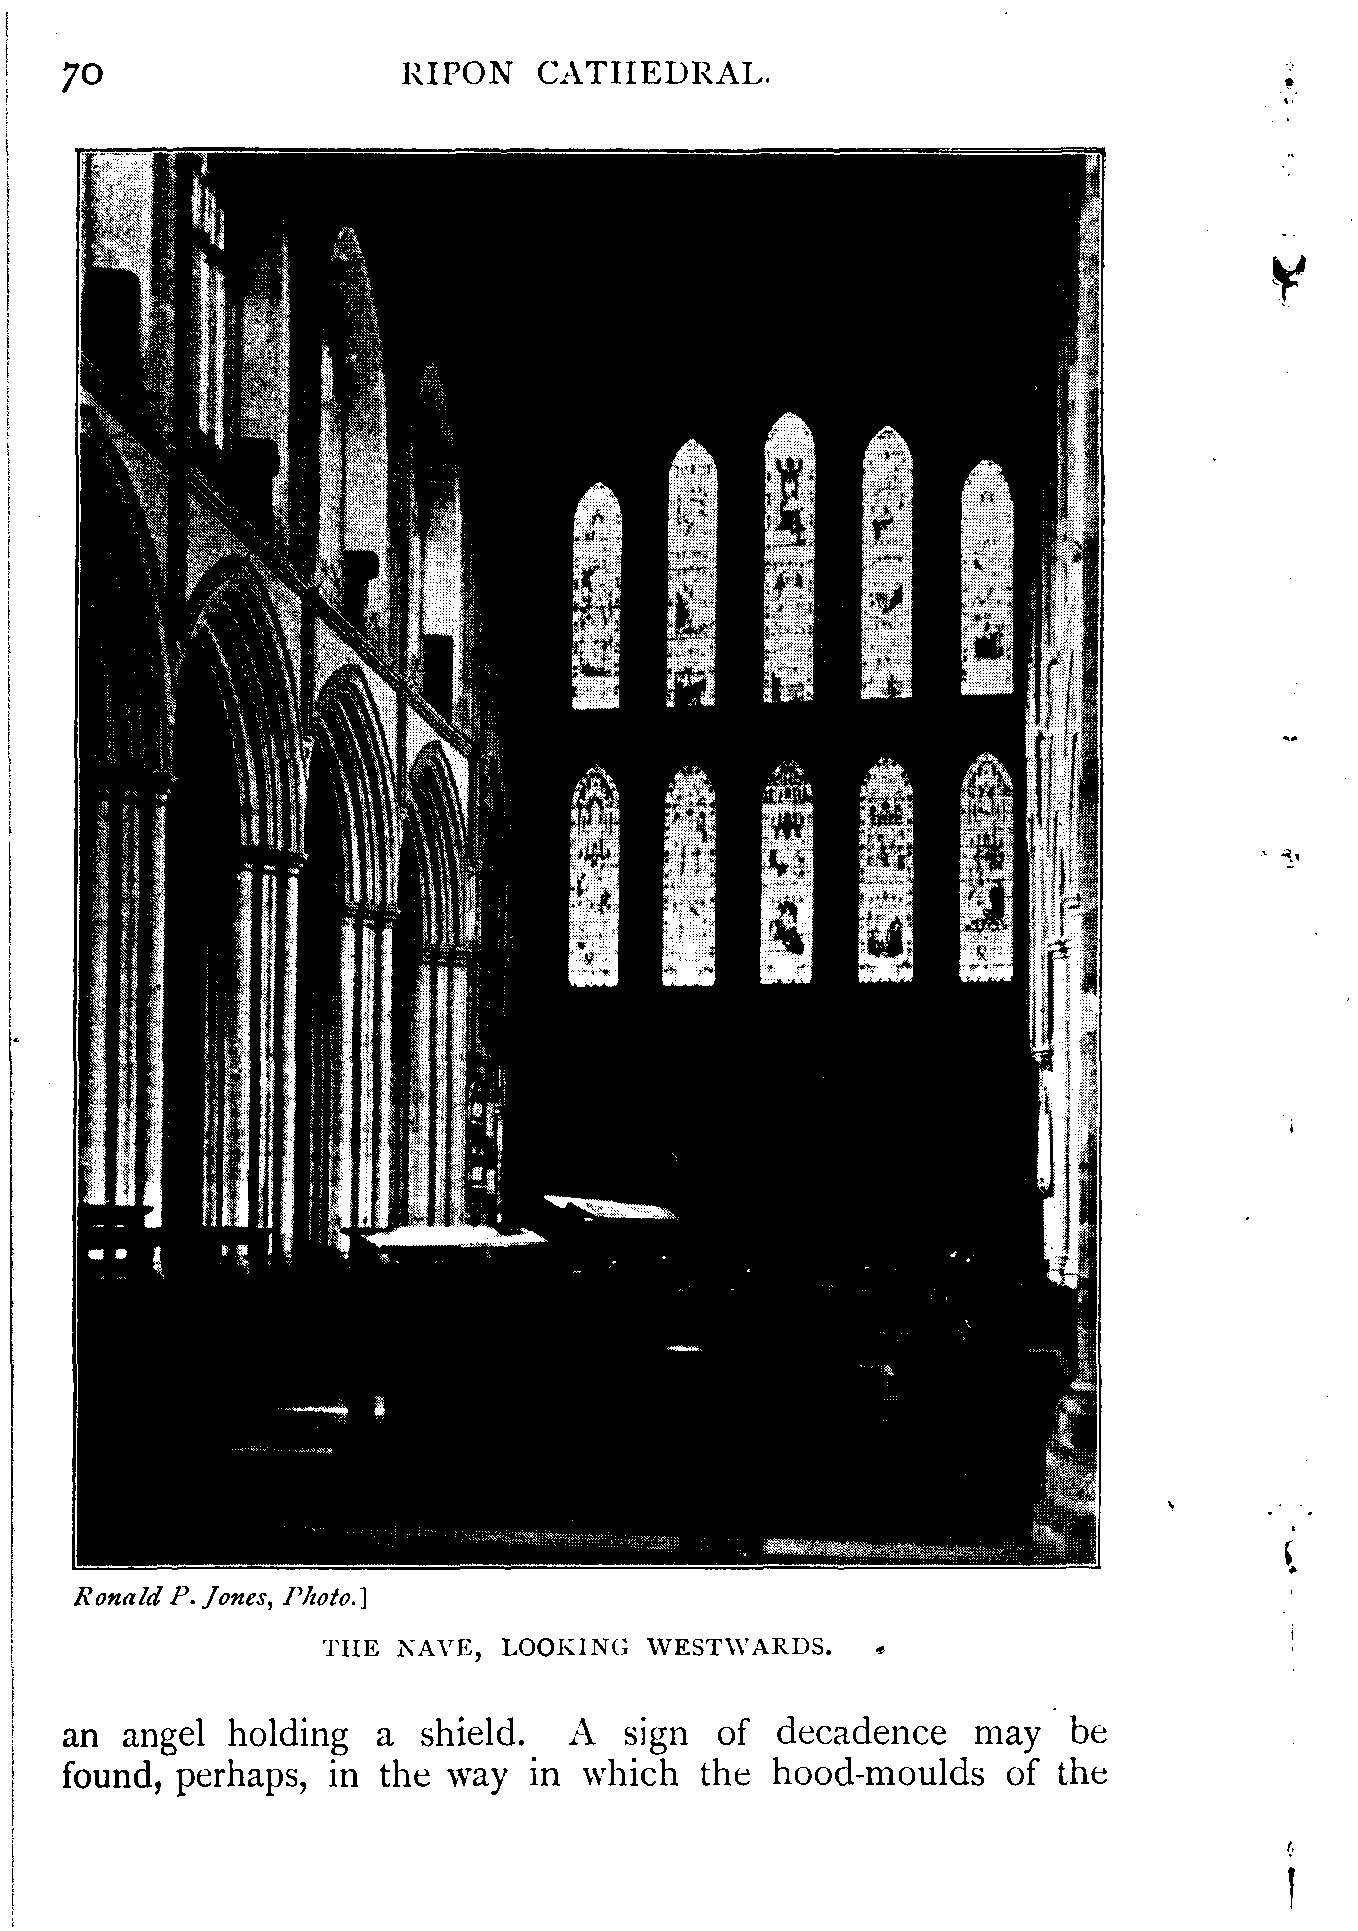 70 RIPON CATHEDRAL.
Ronald P. Jones, Photo.]
THE NAVE, LOOKING WESTWARDS.
an angel holding a shield. A sign of decadence may be
found, perhaps, in the way in which the hood-moulds of the